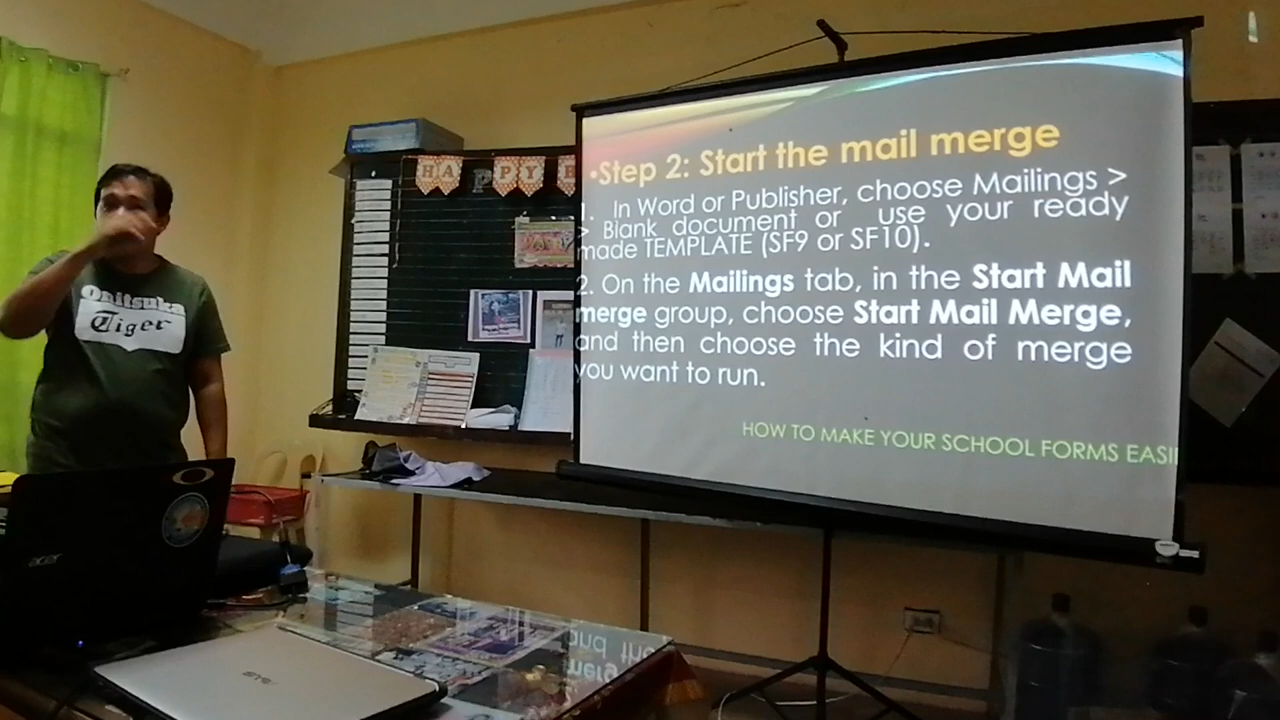 HAPPY B
Onitsuka
Tiger
acer
•Step 2: Start the mail merge
1. In Word or Publisher, choose Mailings >
> Blank document or use your ready
made TEMPLATE (SF9 or SF10).
2. On the Mailings tab, in the Start Mail
merge group, choose Start Mail Merge,
and then choose the kind of merge
you want to run.
HOW TO MAKE YOUR SCHOOL FORMS EASI